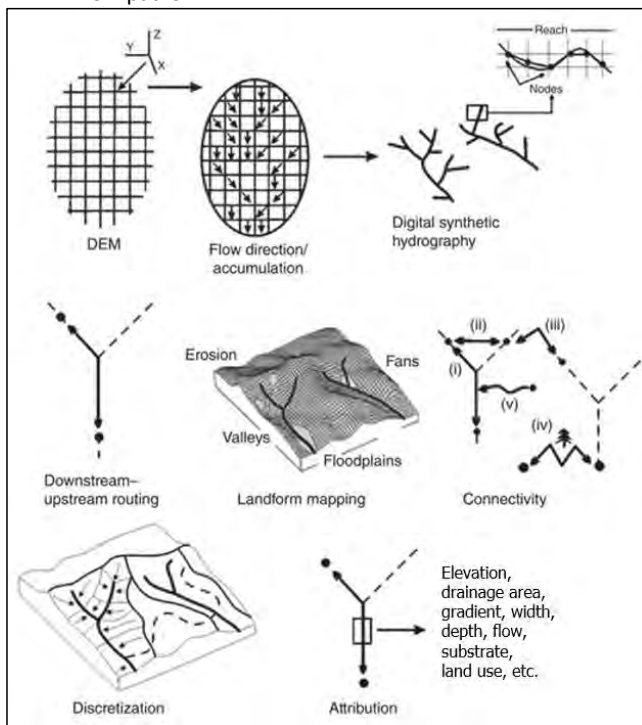 Z
Y
X
Reach
Nodes
DEM
Flow direction/
accumulation
Digital synthetic
hydrography
Downstream–
upstream routing
Erosion
Fans
Valleys
Floodplains
Landform mapping
(i)
(ii)
(iii)
(v)
(iv)
Connectivity
Discretization
Attribution
Elevation,
drainage area,
gradient, width,
depth, flow,
substrate,
land use, etc.